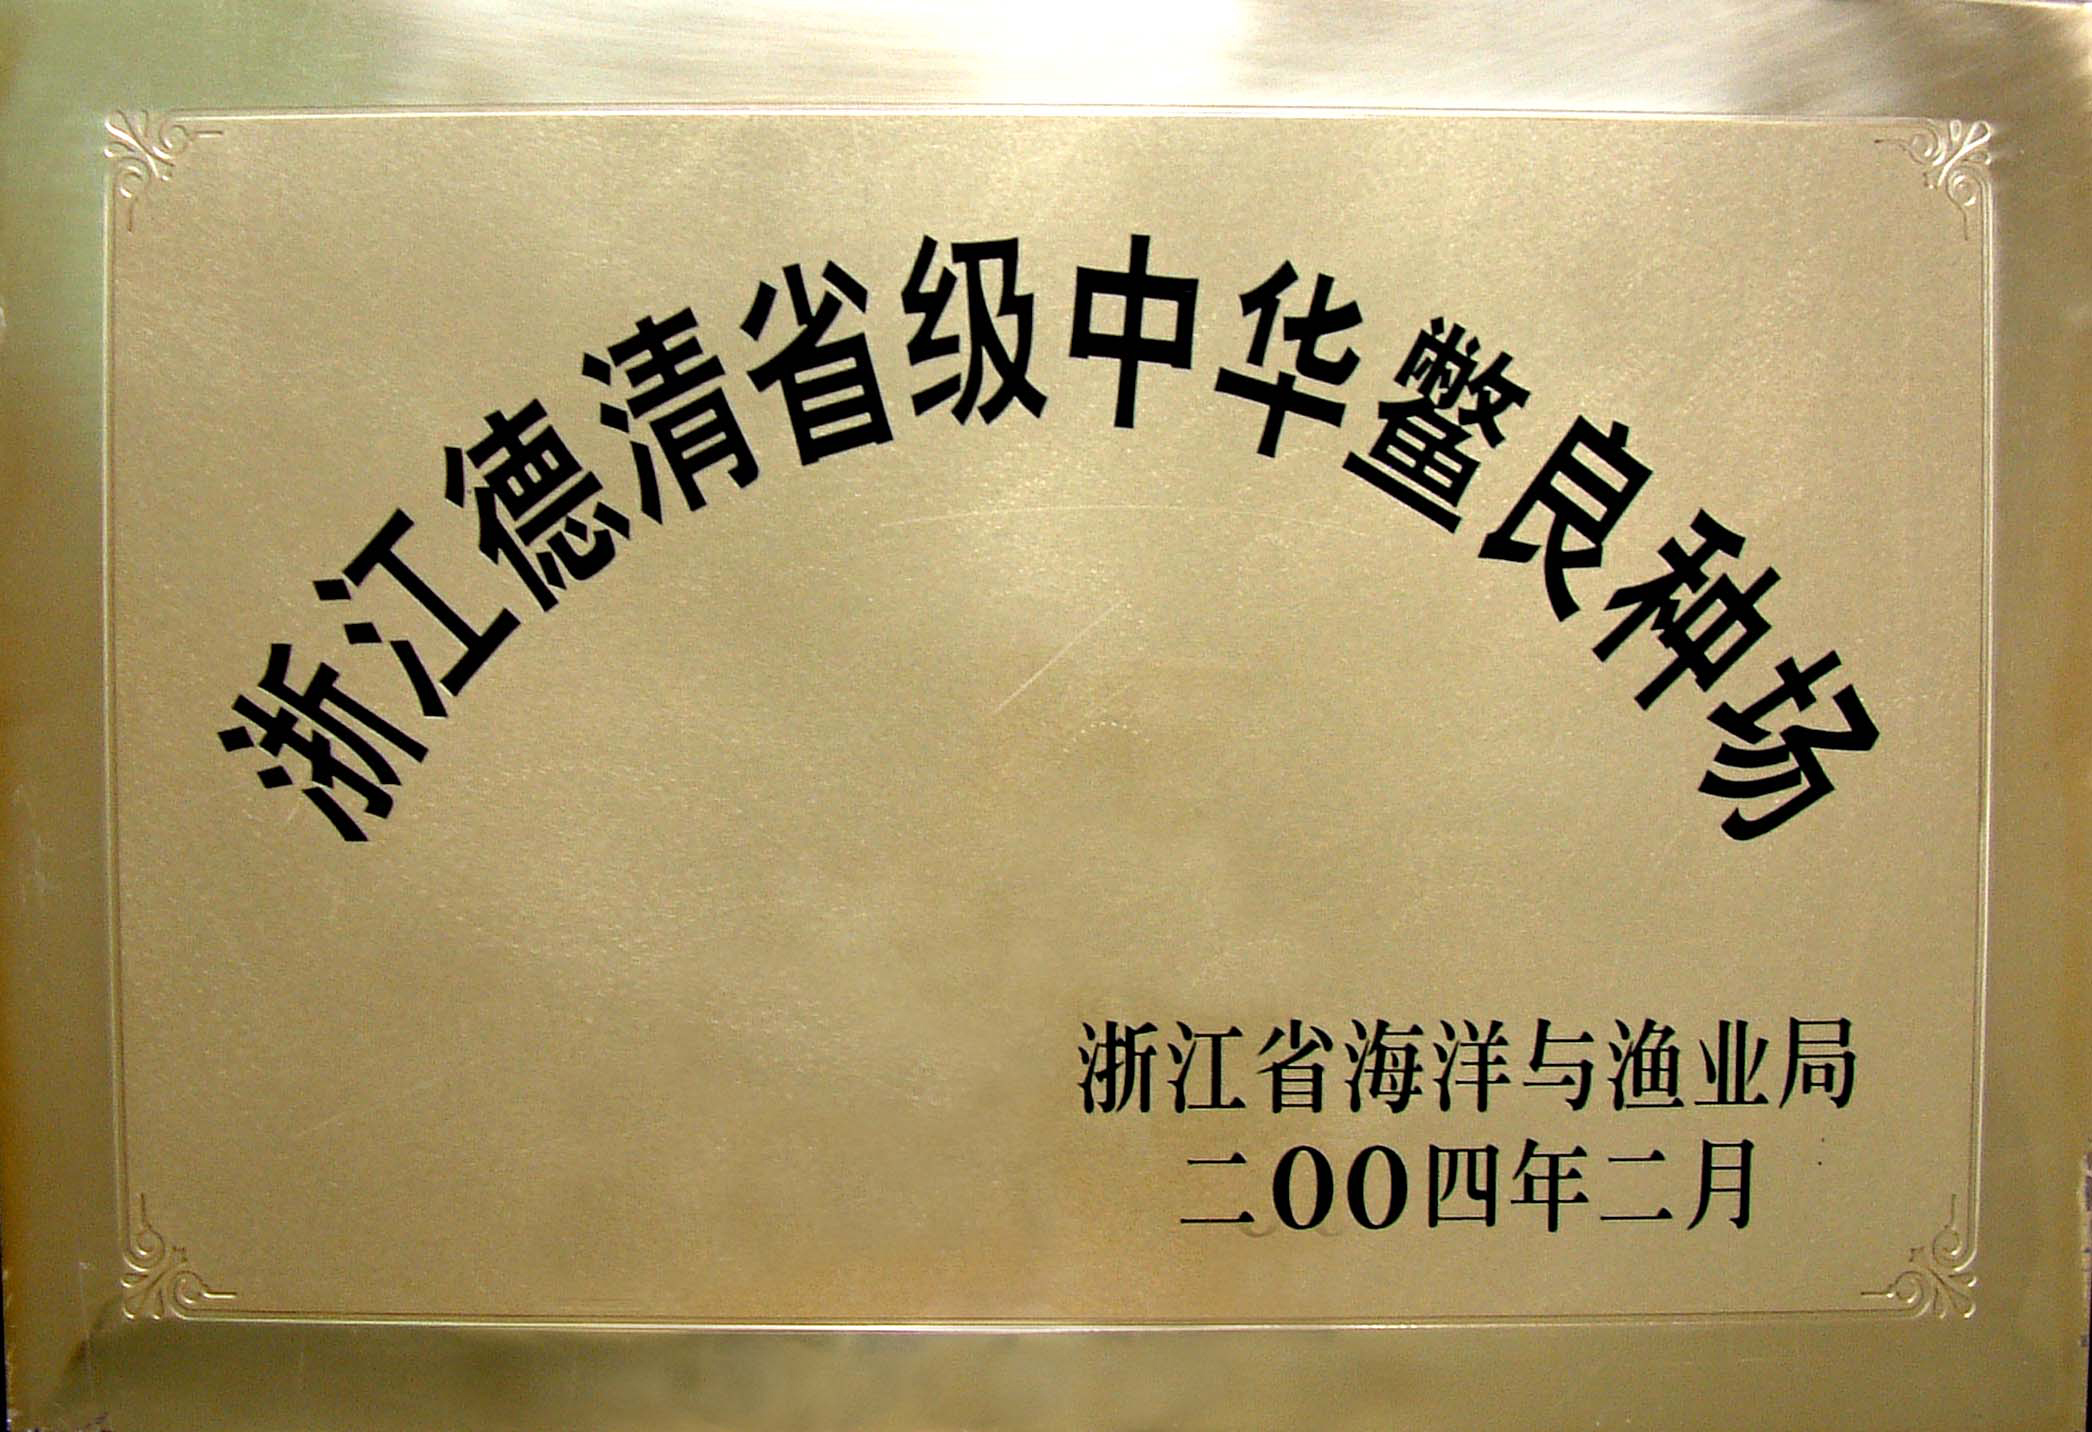 浙江德清省级中华鳖良种场
浙江省海洋与渔业局
二00四年二月